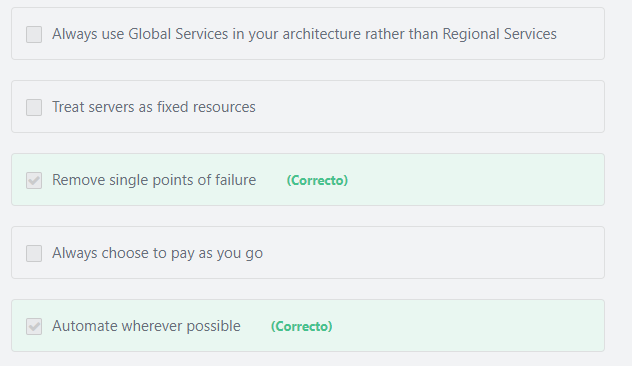 Always use Global Services in your architecture rather than Regional Services
Treat servers as fixed resources
Remove single points of failure (Correcto)
Always choose to pay as you go
Automate wherever possible (Correcto)